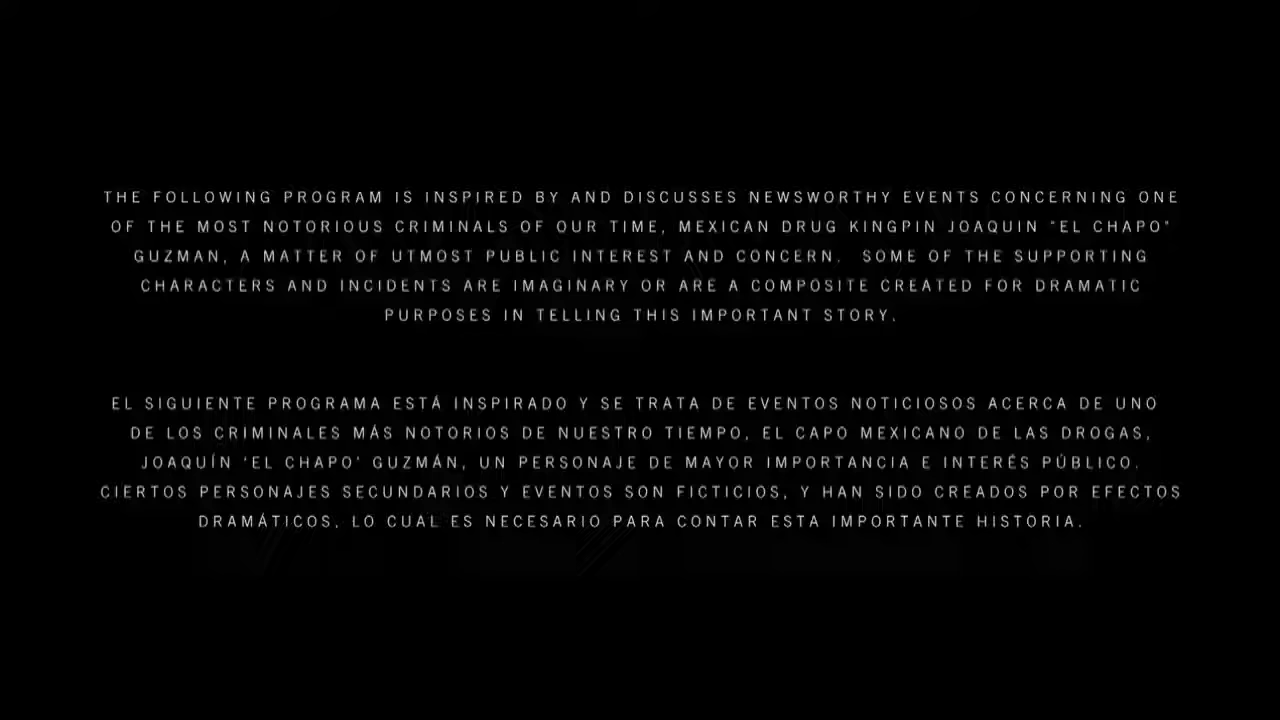 THE FOLLOWING PROGRAM IS INSPIRED BY AND DISCUSSES NEWSWORTHY EVENTS CONCERNING ONE
OF THE MOST NOTORIOUS CRIMINALS OF OUR TIME, MEXICAN DRUG KINGPIN JOAQUIN "EL CHAPO"
GUZMAN, A MATTER OF UTMOST PUBLIC INTEREST AND CONCERN.  SOME OF THE SUPPORTING
CHARACTERS AND INCIDENTS ARE IMAGINARY OR ARE A COMPOSITE CREATED FOR DRAMATIC
PURPOSES IN TELLING THIS IMPORTANT STORY.
EL SIGUIENTE PROGRAMA ESTÁ INSPIRADO Y SE TRATA DE EVENTOS NOTICIOSOS ACERCA DE UNO
DE LOS CRIMINALES MÁS NOTORIOS DE NUESTRO TIEMPO, EL CAPO MEXICANO DE LAS DROGAS,
JOAQUÍN 'EL CHAPO' GUZMÁN, UN PERSONAJE DE MAYOR IMPORTANCIA E INTERÉS PÚBLICO.
CIERTOS PERSONAJES SECUNDARIOS Y EVENTOS SON FICTICIOS, Y HAN SIDO CREADOS POR EFECTOS
DRAMÁTICOS, LO CUAL ES NECESARIO PARA CONTAR ESTA IMPORTANTE HISTORIA.